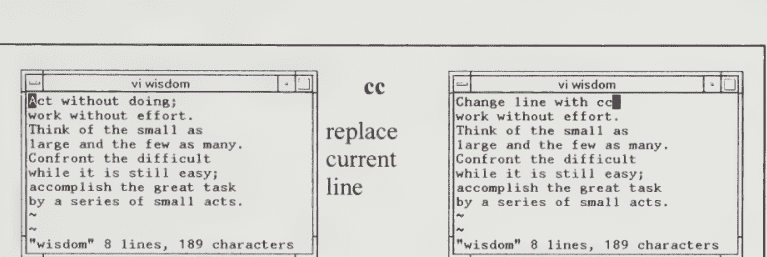 vi wisdom
Act without doing;
work without effort.
Think of the small as
large and the few as many.
Confront the difficult
while it is still easy;
accomplish the great task
by a series of small acts.
~
~
"wisdom" 8 lines, 189 characters
cc
replace
current
line
vi wisdom
Change line with cc
work without effort.
Think of the small as
large and the few as many.
Confront the difficult
while it is still easy;
accomplish the great task
by a series of small acts.
~
~
"wisdom" 8 lines, 189 characters